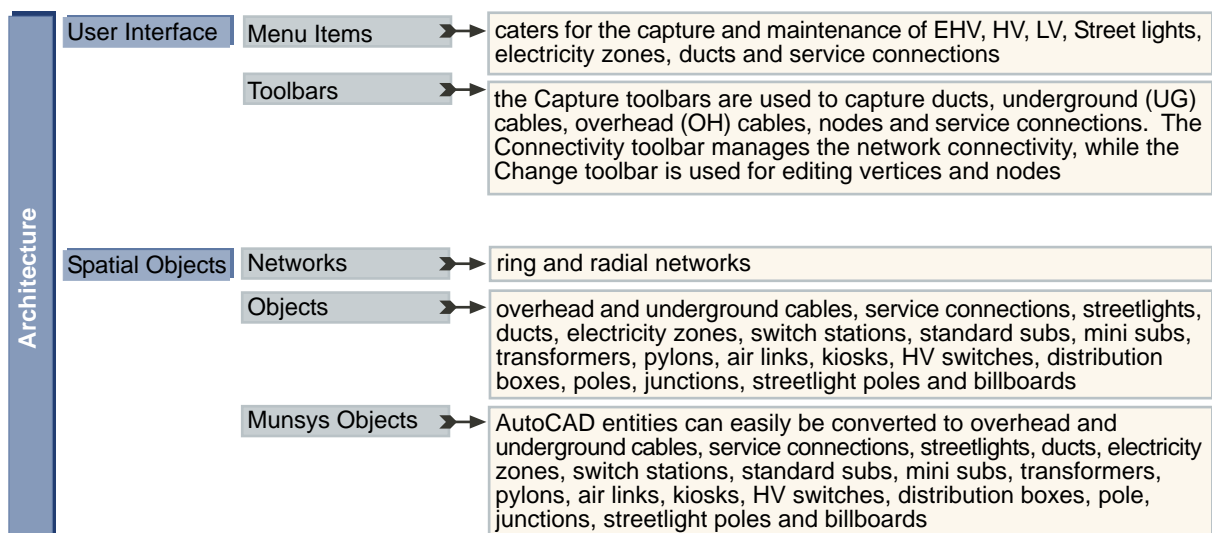 Architecture
User Interface
Menu Items
caters for the capture and maintenance of EHV, HV, LV, Street lights,
electricity zones, ducts and service connections
Toolbars
the Capture toolbars are used to capture ducts, underground (UG)
cables, overhead (OH) cables, nodes and service connections.  The
Connectivity toolbar manages the network connectivity, while the
Change toolbar is used for editing vertices and nodes
Spatial Objects
Networks
ring and radial networks
Objects
overhead and underground cables, service connections, streetlights,
ducts, electricity zones, switch stations, standard subs, mini subs,
transformers, pylons, air links, kiosks, HV switches, distribution
boxes, poles, junctions, streetlight poles and billboards
Munsys Objects
AutoCAD entities can easily be converted to overhead and
underground cables, service connections, streetlights, ducts, electricity
zones, switch stations, standard subs, mini subs, transformers,
pylons, air links, kiosks, HV switches, distribution boxes, pole,
junctions, streetlight poles and billboards